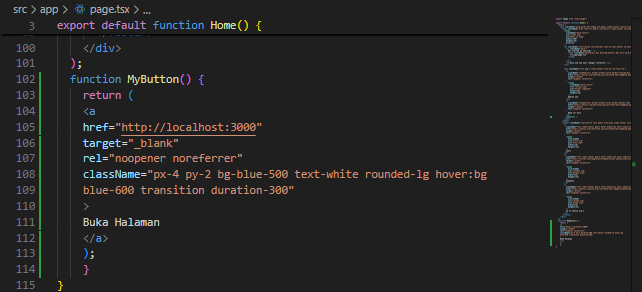 src > app > page.tsx > ...
3 export default function Home() {
100 </div>
101 );
102 function MyButton() {
103 return (
104 <a
105 href="http://localhost:3000"
106 target="_blank"
107 rel="noopener noreferrer"
108 className="px-4 py-2 bg-blue-500 text-white rounded-lg hover:bg
109 blue-600 transition duration-300"
110 >
111 Buka Halaman
112 </a>
113 );
114 }
115 }